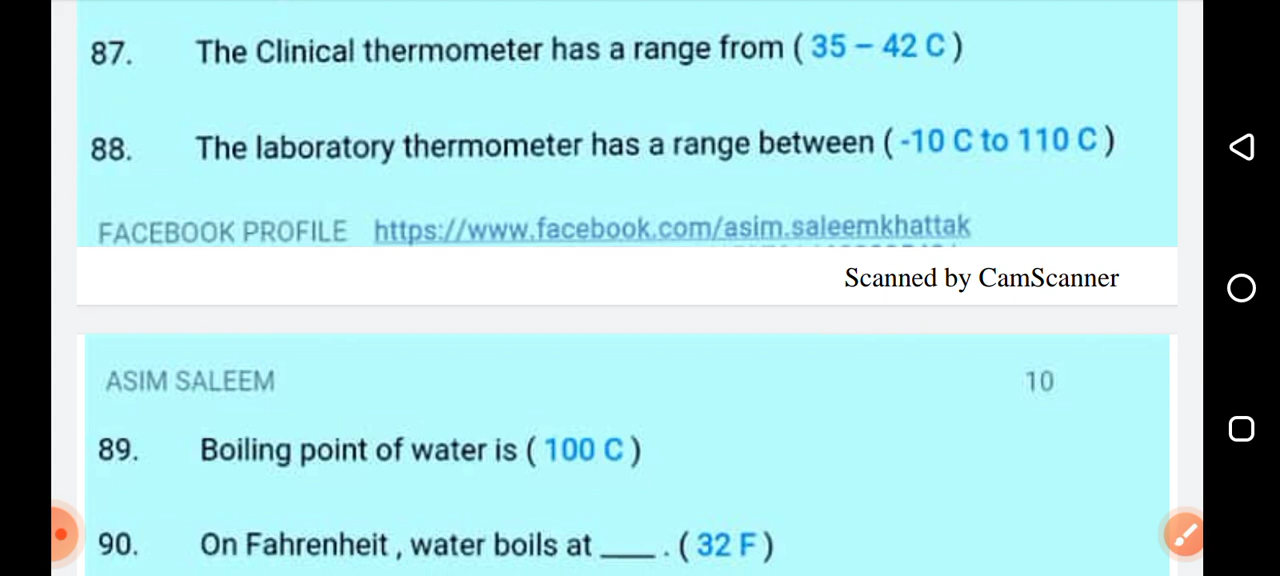 87. The Clinical thermometer has a range from ( 35 – 42 C )
88. The laboratory thermometer has a range between ( -10 C to 110 C )
FACEBOOK PROFILE https://www.facebook.com/asim.saleemkhattak
Scanned by CamScanner
ASIM SALEEM 10
89. Boiling point of water is ( 100 C )
90. On Fahrenheit , water boils at ____ . ( 32 F )